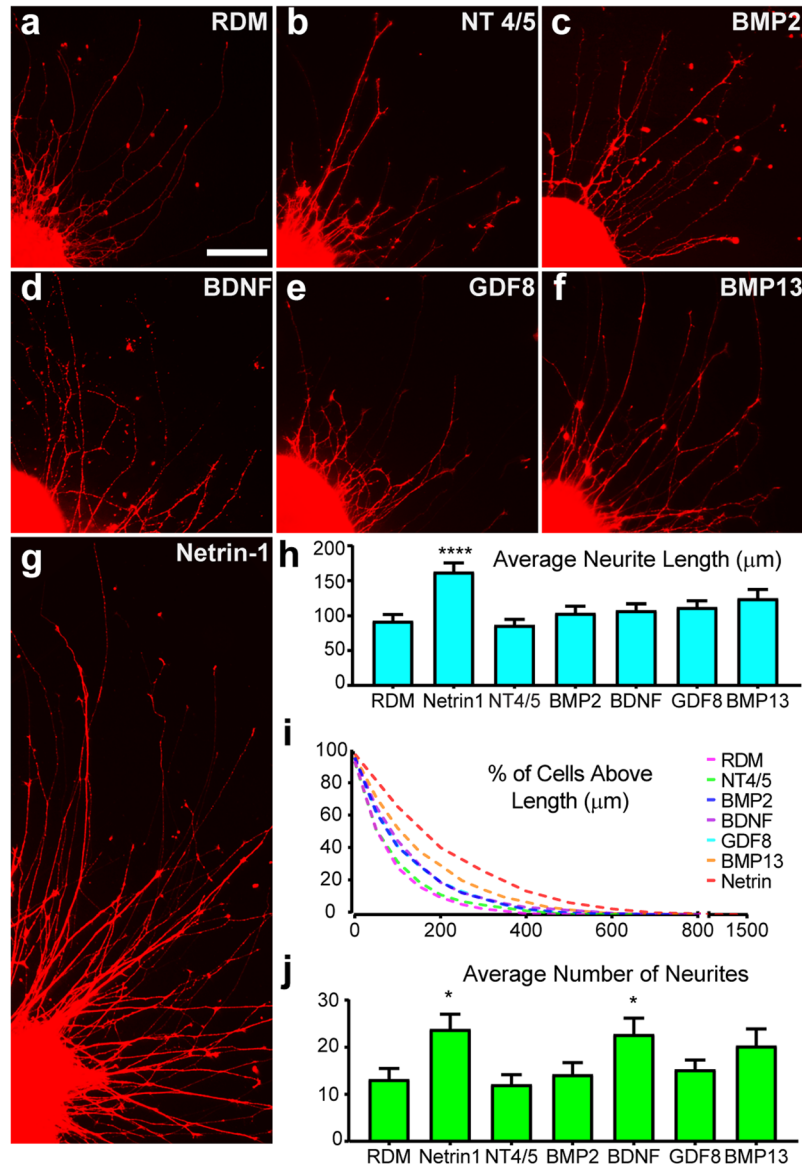 a RDM
b NT 4/5
c BMP2
d BDNF
e GDF8
f BMP13
g Netrin-1
h
Average Neurite Length (μm)
200
150
100
50
0
RDM Netrin1 NT4/5 BMP2 BDNF GDF8 BMP13
i
% of Cells Above
Length (μm)
100
80
60
40
20
0
0 200 400 600 800 1500
RDM
NT4/5
BMP2
BDNF
GDF8
BMP13
Netrin
j
Average Number of Neurites
30
20
10
0
RDM Netrin1 NT4/5 BMP2 BDNF GDF8 BMP13